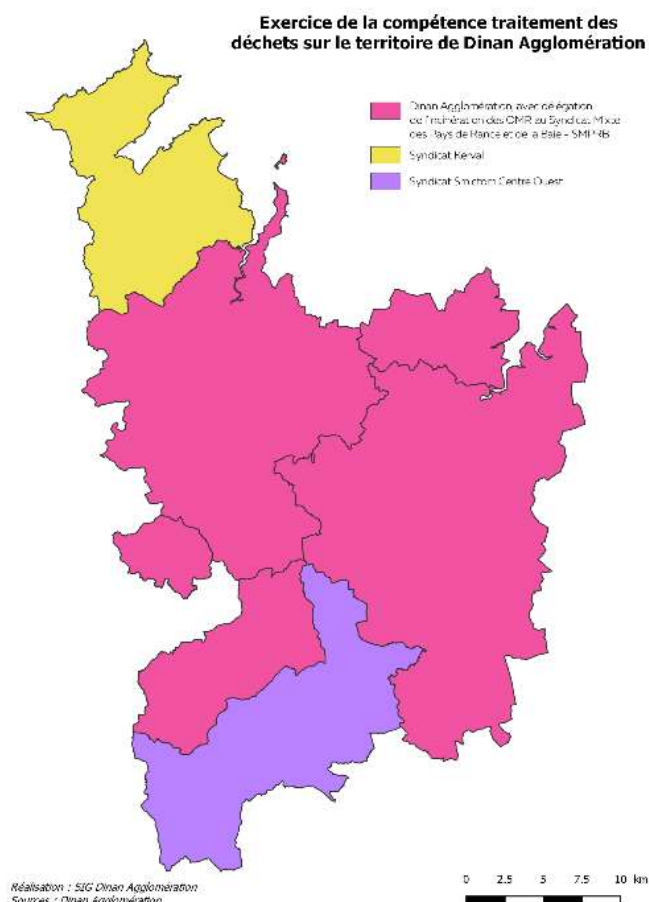 Exercice de la compétence traitement des
déchets sur le territoire de Dinan Agglomération
Dinan Agglomération, avec délégation
de l'incinération des OMR au Syndicat Mixte
des Pays de Rance et de la Baie - SMPRB
Syndicat Kerval
Syndicat Smictom Centre Ouest
Réalisation : SIG Dinan Agglomération
Sources : Dinan Agglomération
0 2.5 5 7.5 10 km